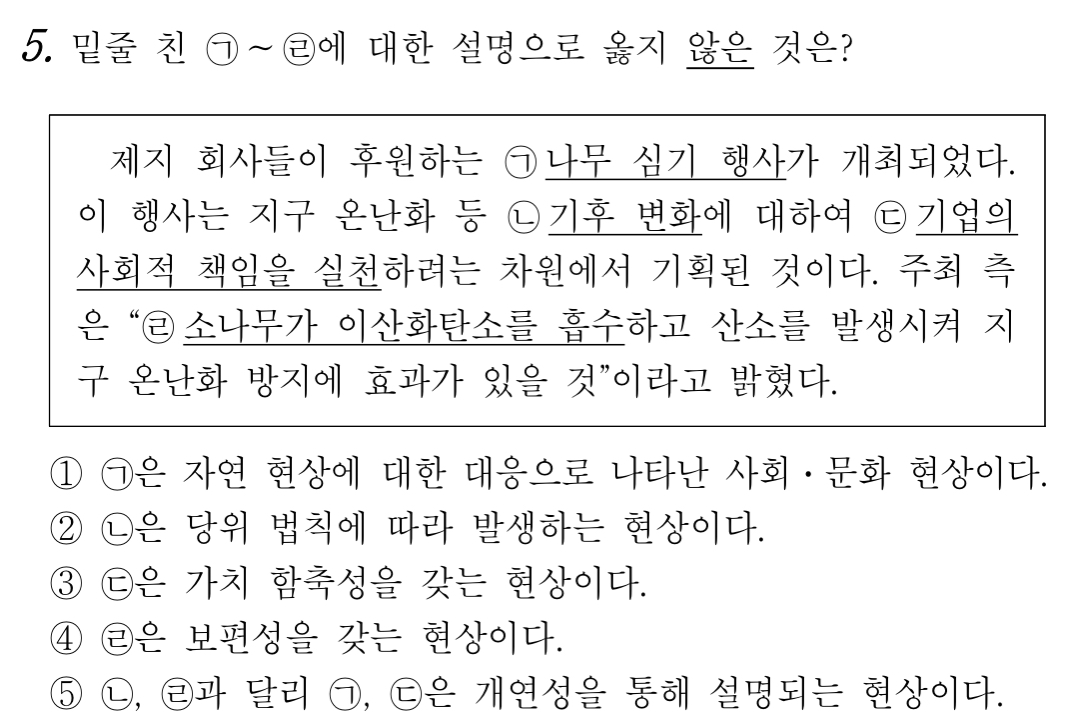 5. 밑줄 친 ㉠~㉣에 대한 설명으로 옳지 않은 것은?
제지 회사들이 후원하는 ㉠나무 심기 행사가 개최되었다.
이 행사는 지구 온난화 등 ㉡기후 변화에 대하여 ㉢기업의
사회적 책임을 실천하려는 차원에서 기획된 것이다. 주최 측
은 “㉣소나무가 이산화탄소를 흡수하고 산소를 발생시켜 지
구 온난화 방지에 효과가 있을 것”이라고 밝혔다.
① ㉠은 자연 현상에 대한 대응으로 나타난 사회・문화 현상이다.
② ㉡은 당위 법칙에 따라 발생하는 현상이다.
③ ㉢은 가치 함축성을 갖는 현상이다.
④ ㉣은 보편성을 갖는 현상이다.
⑤ ㉡, ㉣과 달리 ㉠, ㉢은 개연성을 통해 설명되는 현상이다.